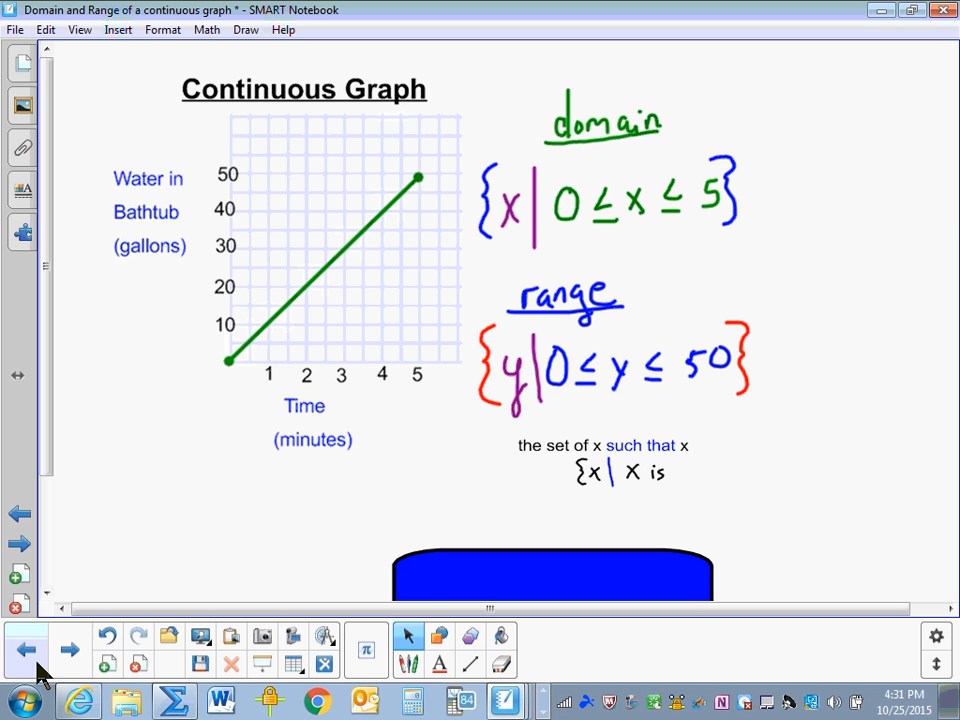 Domain and Range of a continuous graph * - SMART Notebook
File Edit View Insert Format Math Draw Help
Continuous Graph
Water in
Bathtub
(gallons)
50
40
30
20
10
1 2 3 4 5
Time
(minutes)
domain
{x| 0 ≤ x ≤ 5}
range
{y| 0 ≤ y ≤ 50}
the set of x such that x
{x| x is
π
A
84
4:31 PM
10/25/2015